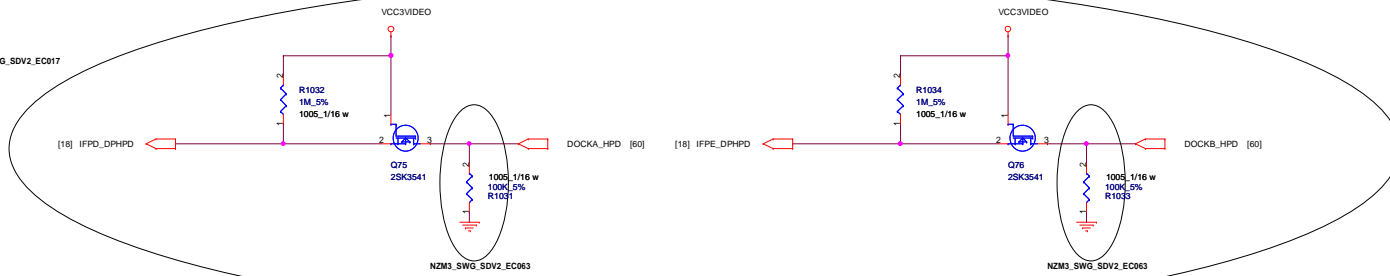 VCC3VIDEO
G_SDV2_EC017
2
R1032
1M_5%
1005_1/16 w
1
1
[18] IFPD_DPHPD
2
3
DOCKA_HPD [60]
Q75
2SK3541
2
1005_1/16 w
100K_5%
R1031
1
NZM3_SWG_SDV2_EC063
VCC3VIDEO
2
R1034
1M_5%
1005_1/16 w
1
1
[18] IFPE_DPHPD
2
3
DOCKB_HPD [60]
Q76
2SK3541
2
1005_1/16 w
100K_5%
R1033
1
NZM3_SWG_SDV2_EC063